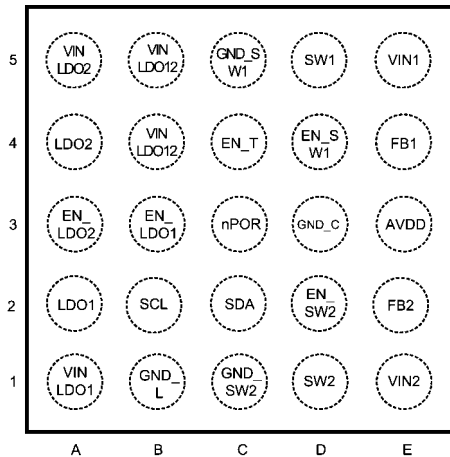 5
VIN
LDO2
VIN
LDO12
GND_S
W1
SW1
VIN1
4
LDO2
VIN
LDO12
EN_T
EN_S
W1
FB1
3
EN_
LDO2
EN_
LDO1
nPOR
GND_C
AVDD
2
LDO1
SCL
SDA
EN_
SW2
FB2
1
VIN
LDO1
GND_
L
GND_
SW2
SW2
VIN2
A B C D E